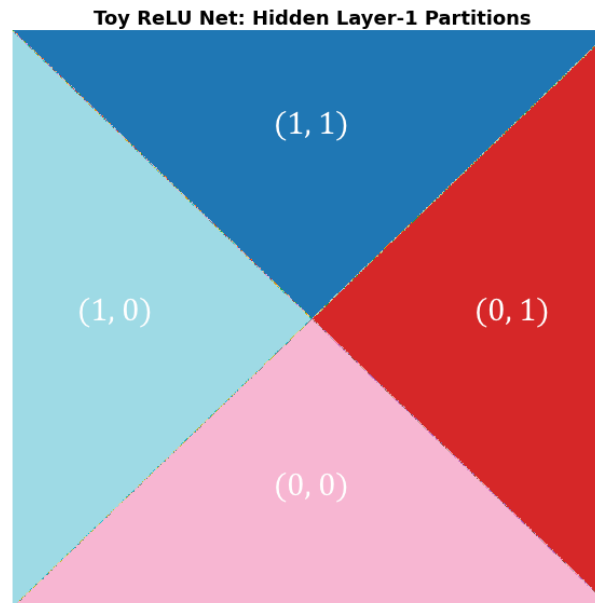 Toy ReLU Net: Hidden Layer-1 Partitions
(1, 1)
(1, 0)
(0, 1)
(0, 0)